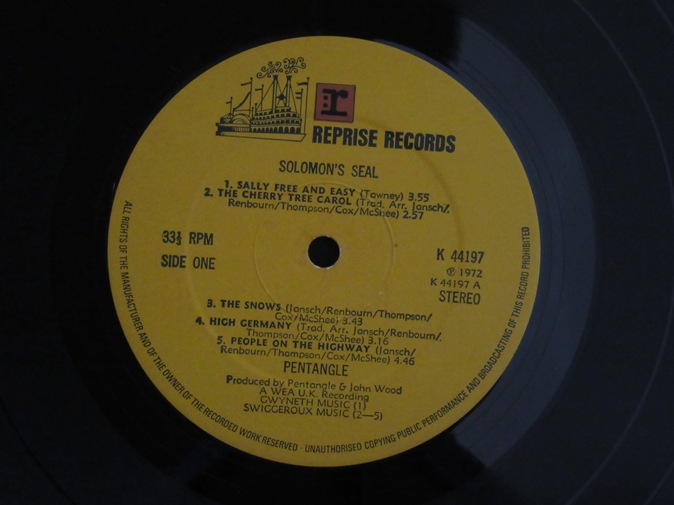 r
REPRISE RECORDS
SOLOMON'S SEAL
1. SALLY FREE AND EASY (Tawney) 3.55
2. THE CHERRY TREE CAROL (Trad. Arr. Jansch/.
Renbourn/Thompson/Cox/McShee) 2.57
33⅓ RPM
SIDE ONE
K 44197
℗ 1972
K 44197 A
STEREO
3. THE SNOWS (Jansch/Renbourn/Thompson/
Cox/McShee) 3.43
4. HIGH GERMANY (Trad. Arr. Jansch/Renbourn/.
Thompson/Cox/McShee) 3.16
5. PEOPLE ON THE HIGHWAY (Jansch/
Renbourn/Thompson/Cox/McShee) 4.46
PENTANGLE
Produced by Pentangle & John Wood
A WEA U.K. Recording
GWYNETH MUSIC (1)
SWIGGEROUX MUSIC (2—5)
ALL RIGHTS OF THE MANUFACTURER AND OF THE OWNER OF THE RECORDED WORK RESERVED · UNAUTHORISED COPYING PUBLIC PERFORMANCE AND BROADCASTING OF THIS RECORD PROHIBITED